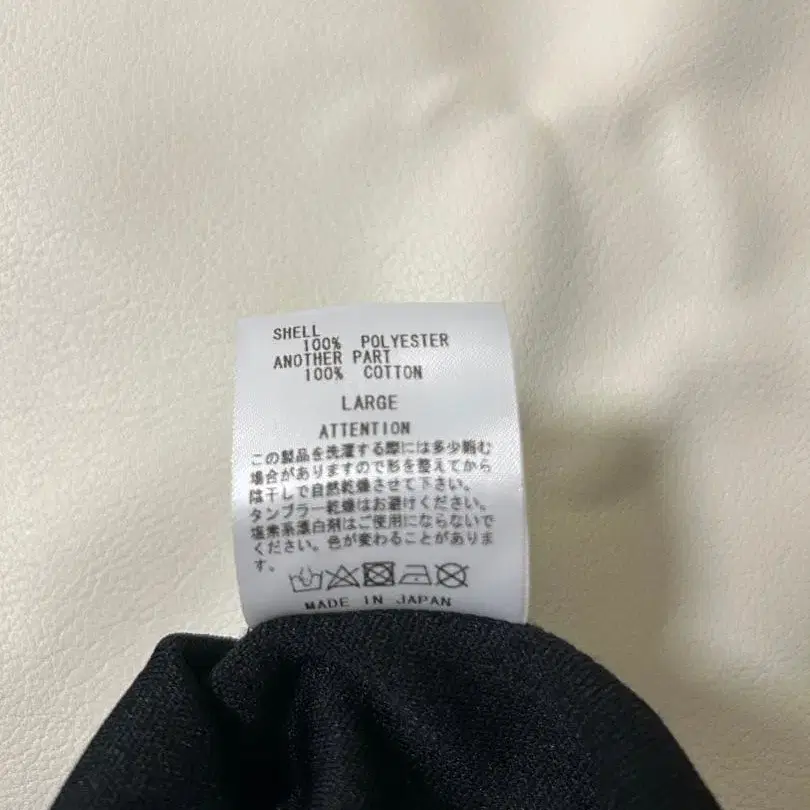 SHELL
100% POLYESTER
ANOTHER PART
100% COTTON
LARGE
ATTENTION
この製品を洗濯する際には多少縮む
場合がありますので形を整えてから
陰干しで自然乾燥させて下さい。
タンブラー乾燥はお避けください。
塩素系漂白剤はご使用にならないで
ください。色が変わることがありま
す。
MADE IN JAPAN